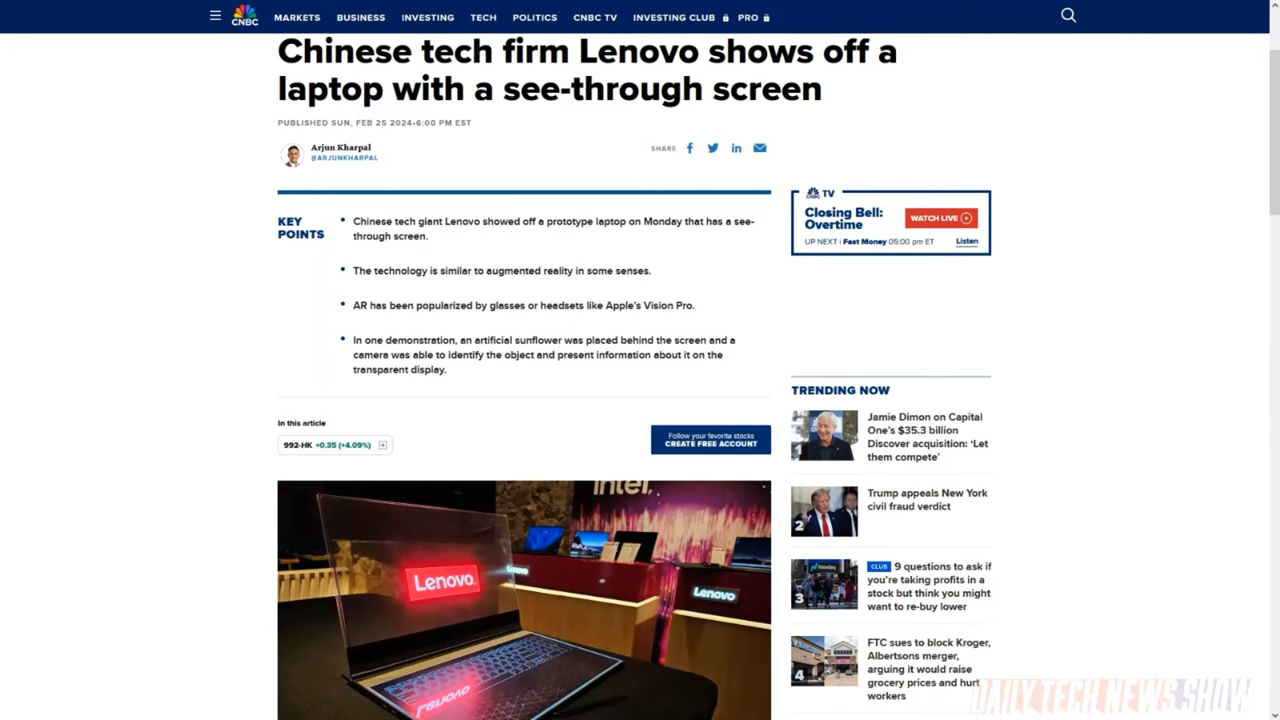 CNBC
MARKETS
BUSINESS
INVESTING
TECH
POLITICS
CNBC TV
INVESTING CLUB
PRO
Chinese tech firm Lenovo shows off a
laptop with a see-through screen
PUBLISHED SUN, FEB 25 2024•6:00 PM EST
Arjun Kharpal
@ARJUNKHARPAL
SHARE
KEY
POINTS
• Chinese tech giant Lenovo showed off a prototype laptop on Monday that has a see-
through screen.
• The technology is similar to augmented reality in some senses.
• AR has been popularized by glasses or headsets like Apple's Vision Pro.
• In one demonstration, an artificial sunflower was placed behind the screen and a
camera was able to identify the object and present information about it on the
transparent display.
In this article
992-HK +0.35 (+4.09%)
Follow your favorite stocks
CREATE FREE ACCOUNT
intel.
Lenovo
Lenovo
Lenovo
Lenovo
TV
Closing Bell:
Overtime
WATCH LIVE
UP NEXT | Fast Money 05:00 pm ET
Listen
TRENDING NOW
Jamie Dimon on Capital
One's $35.3 billion
Discover acquisition: 'Let
them compete'
2
Trump appeals New York
civil fraud verdict
3
CLUB 9 questions to ask if
you're taking profits in a
stock but think you might
want to re-buy lower
4
FTC sues to block Kroger,
Albertsons merger,
arguing it would raise
grocery prices and hurt
workers
DAILY TECH NEWS SHOW